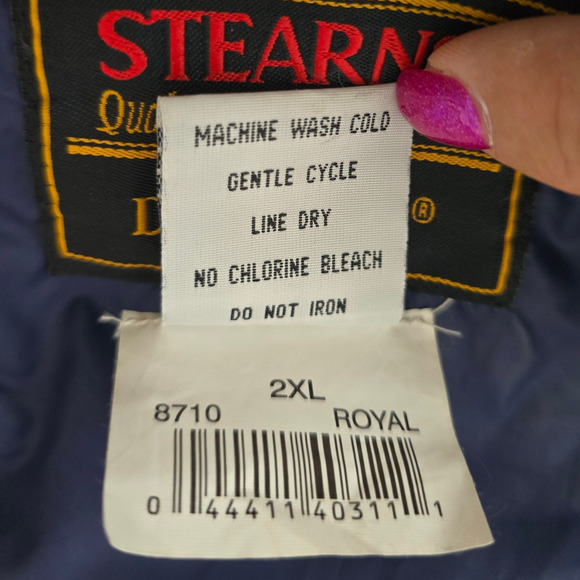 STEARNS
MACHINE WASH COLD
GENTLE CYCLE
LINE DRY
NO CHLORINE BLEACH
DO NOT IRON
2XL
8710 ROYAL
0 44411 40311 1